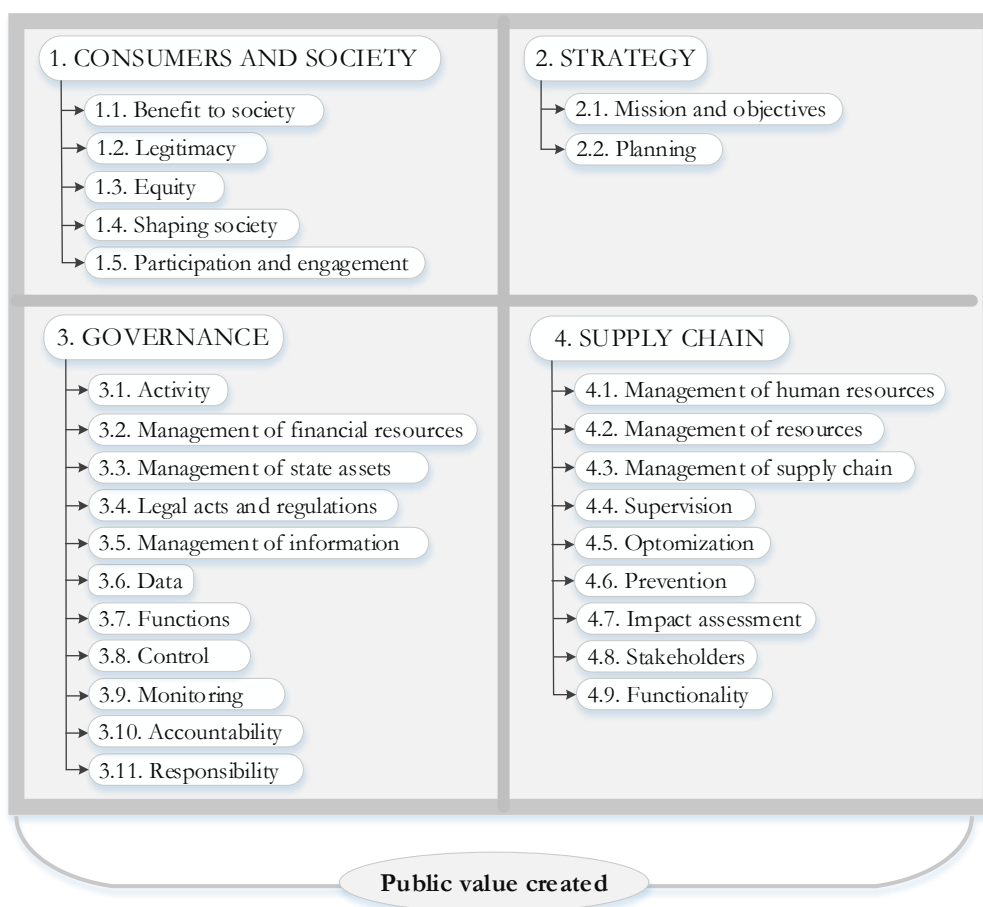 1. CONSUMERS AND SOCIETY
1.1. Benefit to society
1.2. Legitimacy
1.3. Equity
1.4. Shaping society
1.5. Participation and engagement
2. STRATEGY
2.1. Mission and objectives
2.2. Planning
3. GOVERNANCE
3.1. Activity
3.2. Management of financial resources
3.3. Management of state assets
3.4. Legal acts and regulations
3.5. Management of information
3.6. Data
3.7. Functions
3.8. Control
3.9. Monitoring
3.10. Accountability
3.11. Responsibility
4. SUPPLY CHAIN
4.1. Management of human resources
4.2. Management of resources
4.3. Management of supply chain
4.4. Supervision
4.5. Optomization
4.6. Prevention
4.7. Impact assessment
4.8. Stakeholders
4.9. Functionality
Public value created